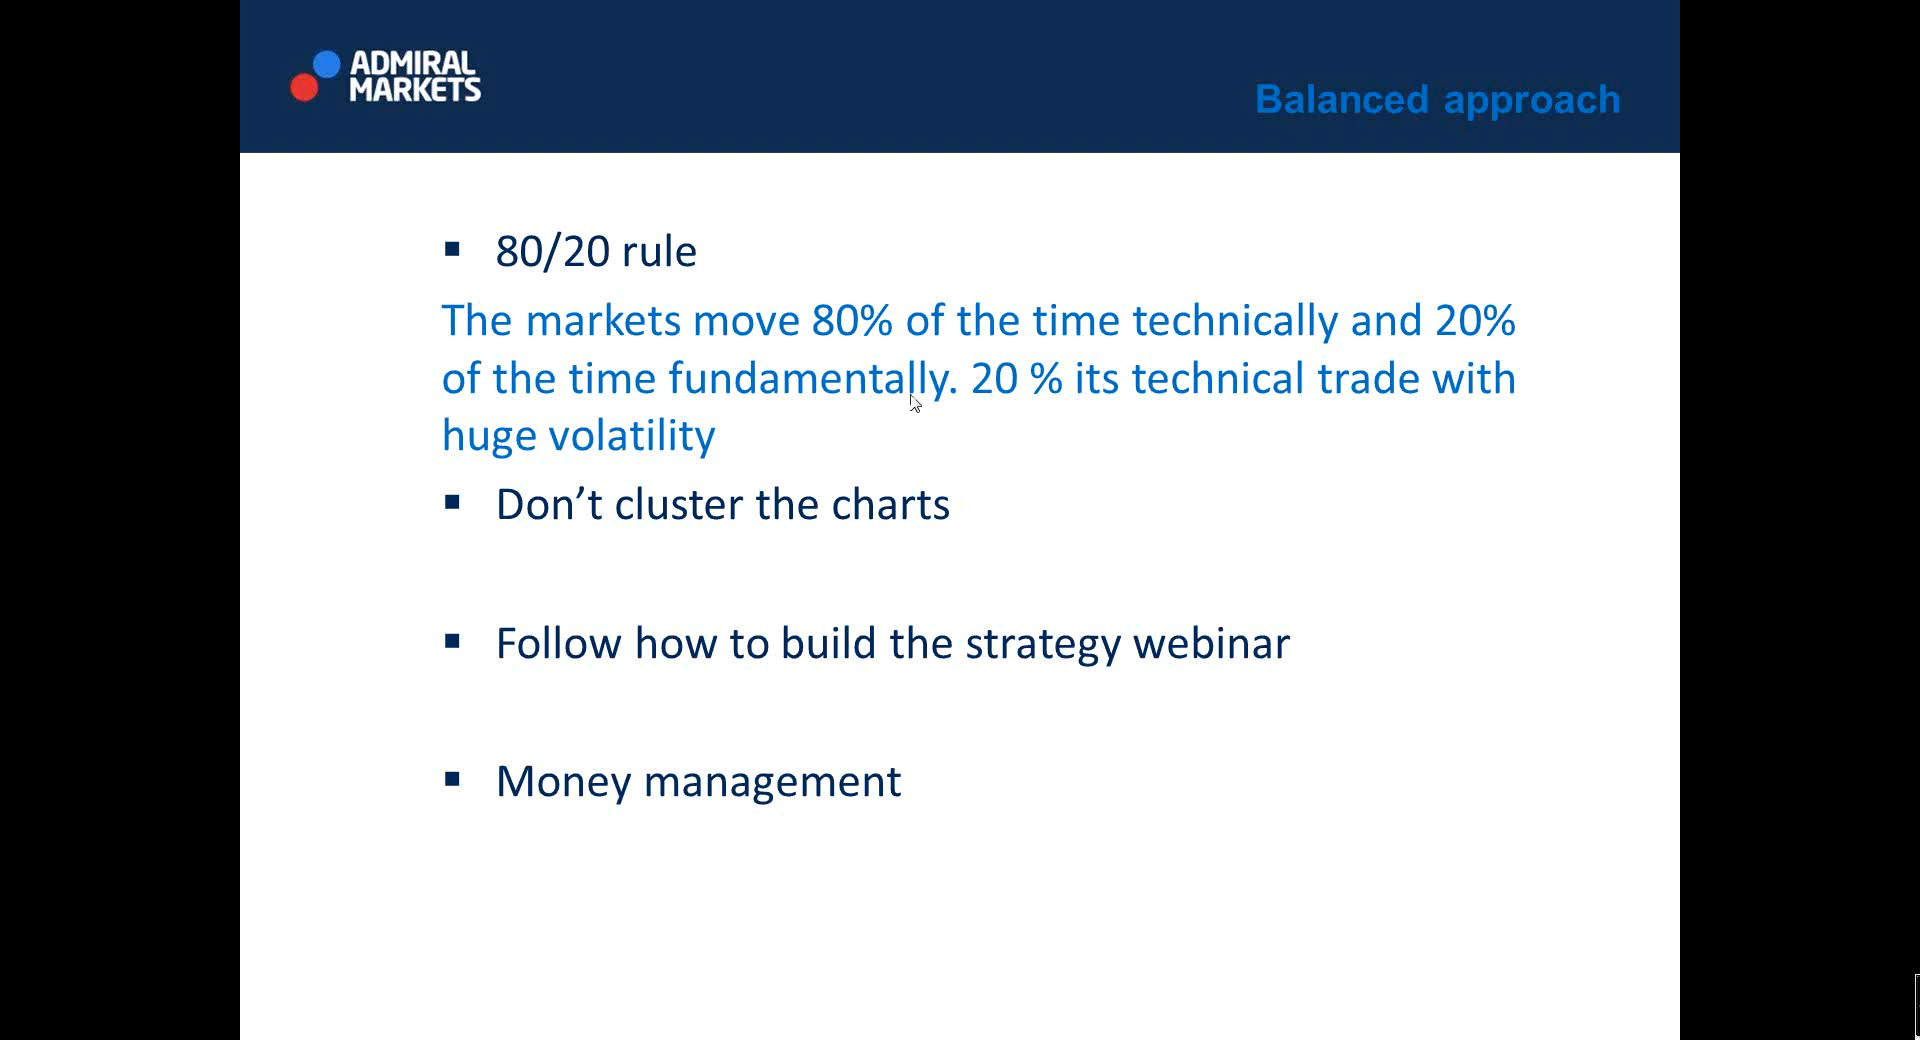 ADMIRAL
MARKETS
Balanced approach
▪ 80/20 rule
The markets move 80% of the time technically and 20%
of the time fundamentally. 20 % its technical trade with
huge volatility
▪ Don’t cluster the charts
▪ Follow how to build the strategy webinar
▪ Money management